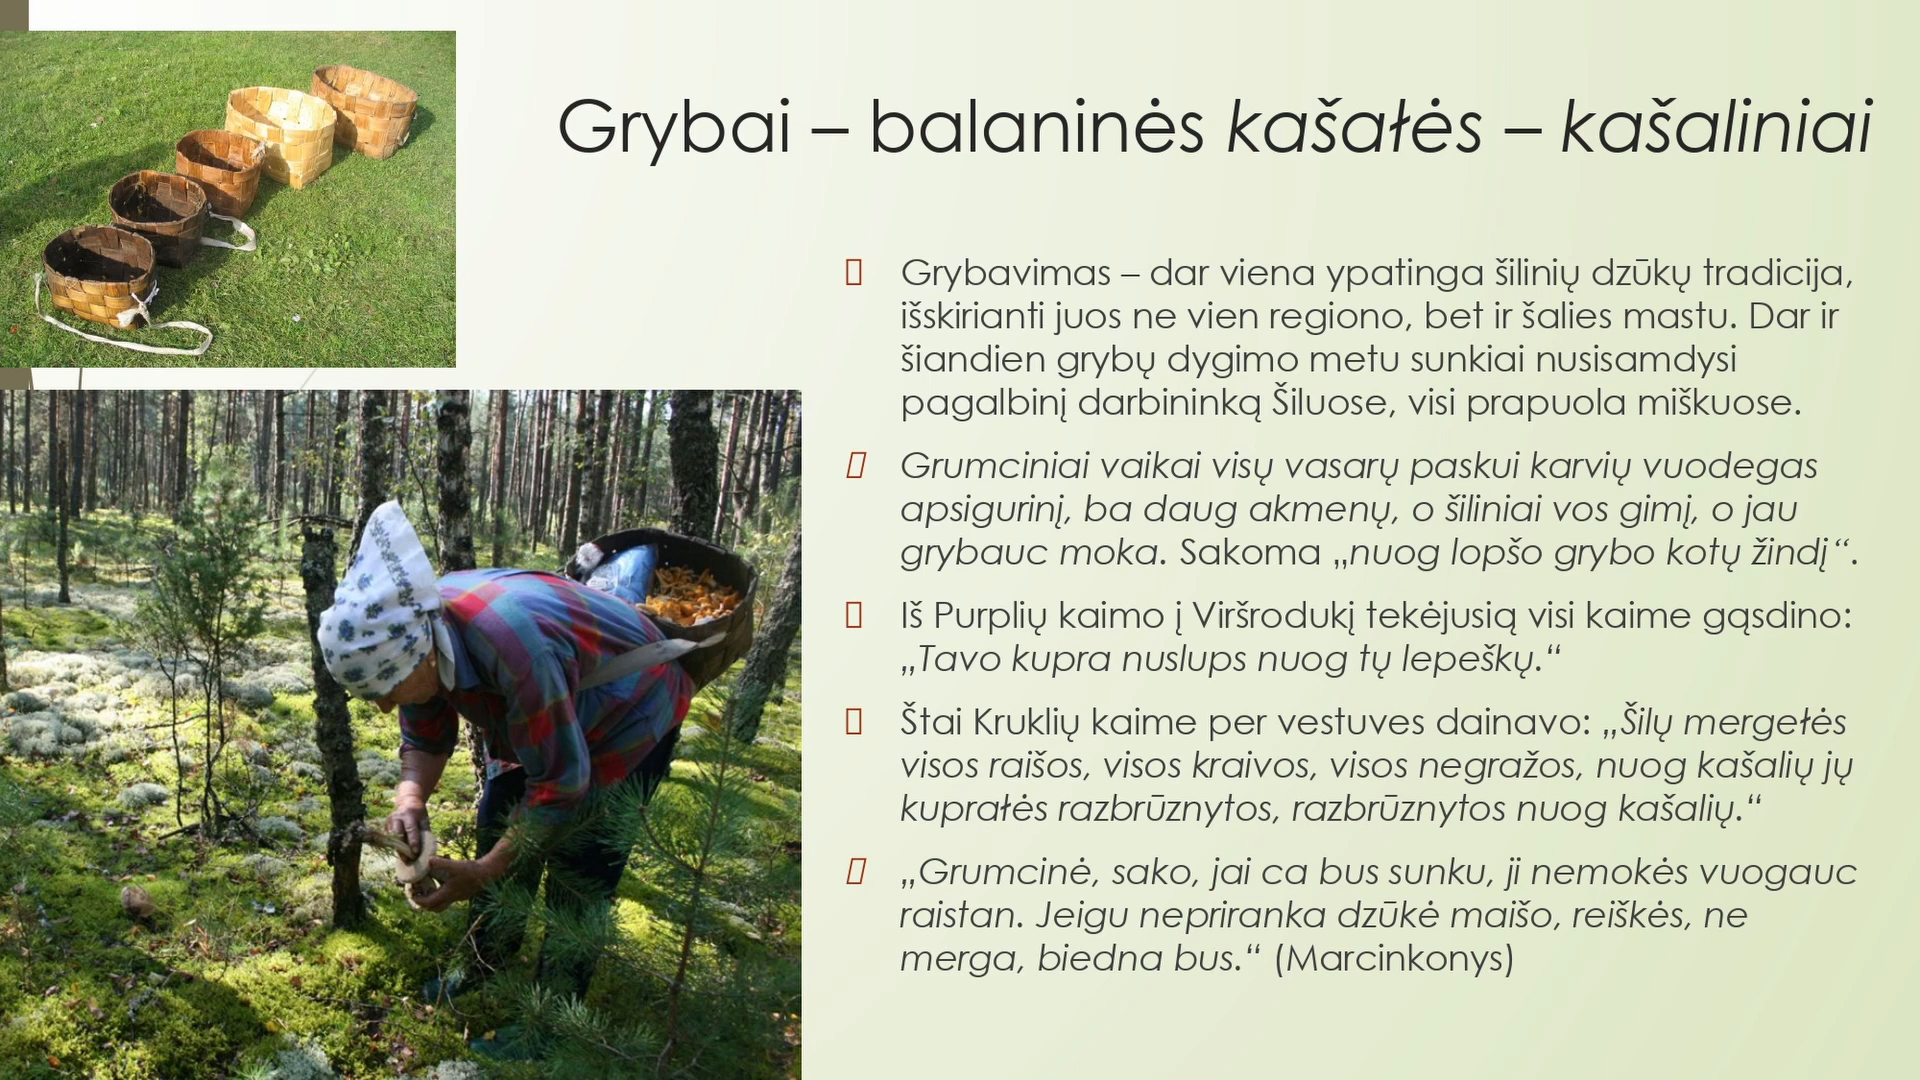 Grybai – balaninės kašałės – kašaliniai
Grybavimas – dar viena ypatinga šilinių dzūkų tradicija,
išskirianti juos ne vien regiono, bet ir šalies mastu. Dar ir
šiandien grybų dygimo metu sunkiai nusisamdysi
pagalbinį darbininką Šiluose, visi prapuola miškuose.
Grumciniai vaikai visų vasarų paskui karvių vuodegas
apsigurinį, ba daug akmenų, o šiliniai vos gimį, o jau
grybauc moka. Sakoma „nuog lopšo grybo kotų žindį“.
Iš Purplių kaimo į Viršrodukį tekėjusią visi kaime gąsdino:
„Tavo kupra nuslups nuog tų lepeškų.“
Štai Kruklių kaime per vestuves dainavo: „Šilų mergełės
visos raišos, visos kraivos, visos negražos, nuog kašalių jų
kuprałės razbrūznytos, razbrūznytos nuog kašalių.“
„Grumcinė, sako, jai ca bus sunku, ji nemokės vuogauc
raistan. Jeigu nepriranka dzūkė maišo, reiškės, ne
merga, biedna bus.“ (Marcinkonys)